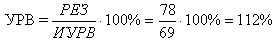 УРВ = РЕЗ / ИУРВ · 100% = 78 / 69 · 100% = 112%